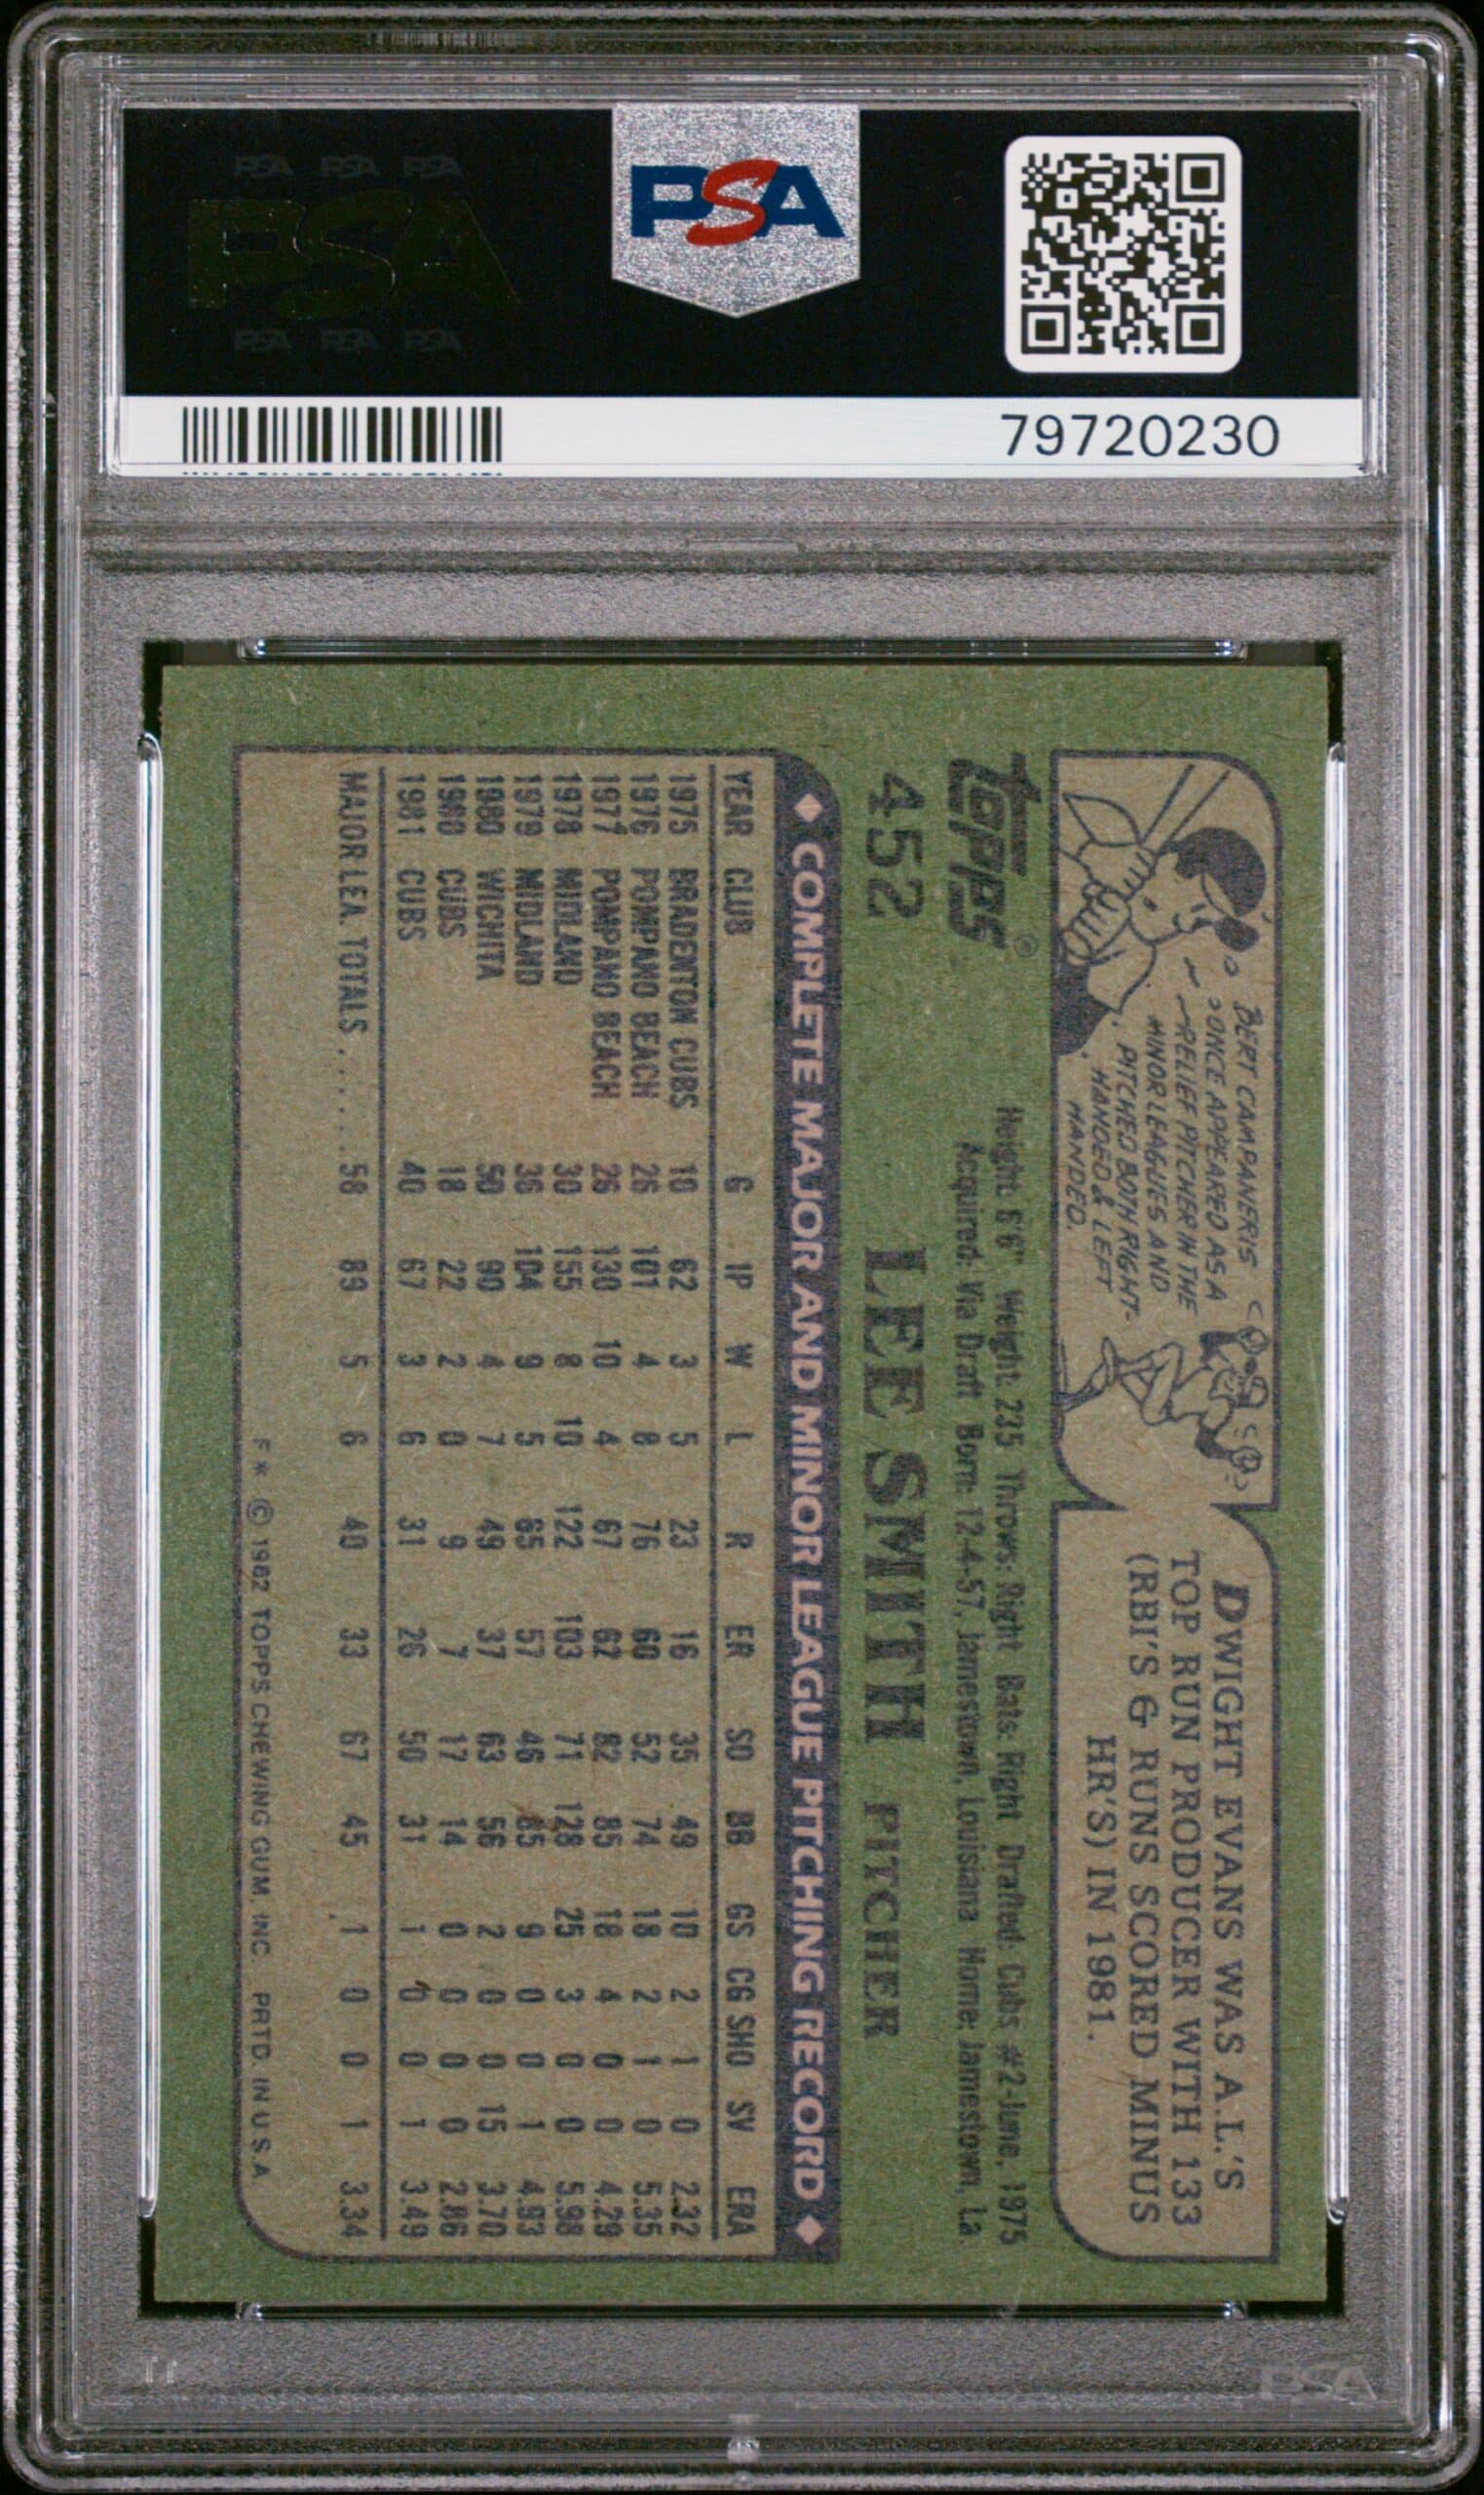 PSA PSA PSA
PSA
PSA PSA PSA
PSA
79720230
BERT CAMPANERIS
ONCE APPEARED AS A
RELIEF PITCHER IN THE
MINOR LEAGUES AND
PITCHED BOTH RIGHT-
HANDED & LEFT
HANDED.
DWIGHT EVANS WAS A.L.'S
TOP RUN PRODUCER WITH 133
(RBI'S & RUNS SCORED MINUS
HR'S) IN 1981.
topps®
452
Height: 6'6" Weight: 235 Throws: Right Bats: Right Drafted: Cubs #2-June, 1975
Acquired: Via Draft Born: 12-4-57, Jamestown, Louisiana Home: Jamestown, La.
LEE SMITH PITCHER
COMPLETE MAJOR AND MINOR LEAGUE PITCHING RECORD
YEAR CLUB G IP W L R ER SO BB GS CG SHO SV ERA
1975 BRADENTON CUBS 10 62 3 5 23 16 35 49 10 2 1 0 2.32
1976 POMPANO BEACH 26 101 4 8 76 60 52 74 18 2 1 0 5.35
1977 POMPANO BEACH 26 130 10 4 67 62 82 85 18 4 0 0 4.29
1978 MIDLAND 30 155 8 10 122 103 71 128 25 3 0 0 5.98
1979 MIDLAND 36 104 9 5 65 57 46 85 9 0 0 1 4.93
1980 WICHITA 50 90 4 7 49 37 63 56 2 0 0 15 3.70
1980 CUBS 18 22 2 0 9 7 17 14 0 0 0 0 2.86
1981 CUBS 40 67 3 6 31 26 50 31 1 0 0 1 3.49
MAJOR LEA. TOTALS ...... 58 89 5 6 40 33 67 45 1 0 0 1 3.34
F* © 1982 TOPPS CHEWING GUM, INC. PRTD. IN U.S.A.
PSA